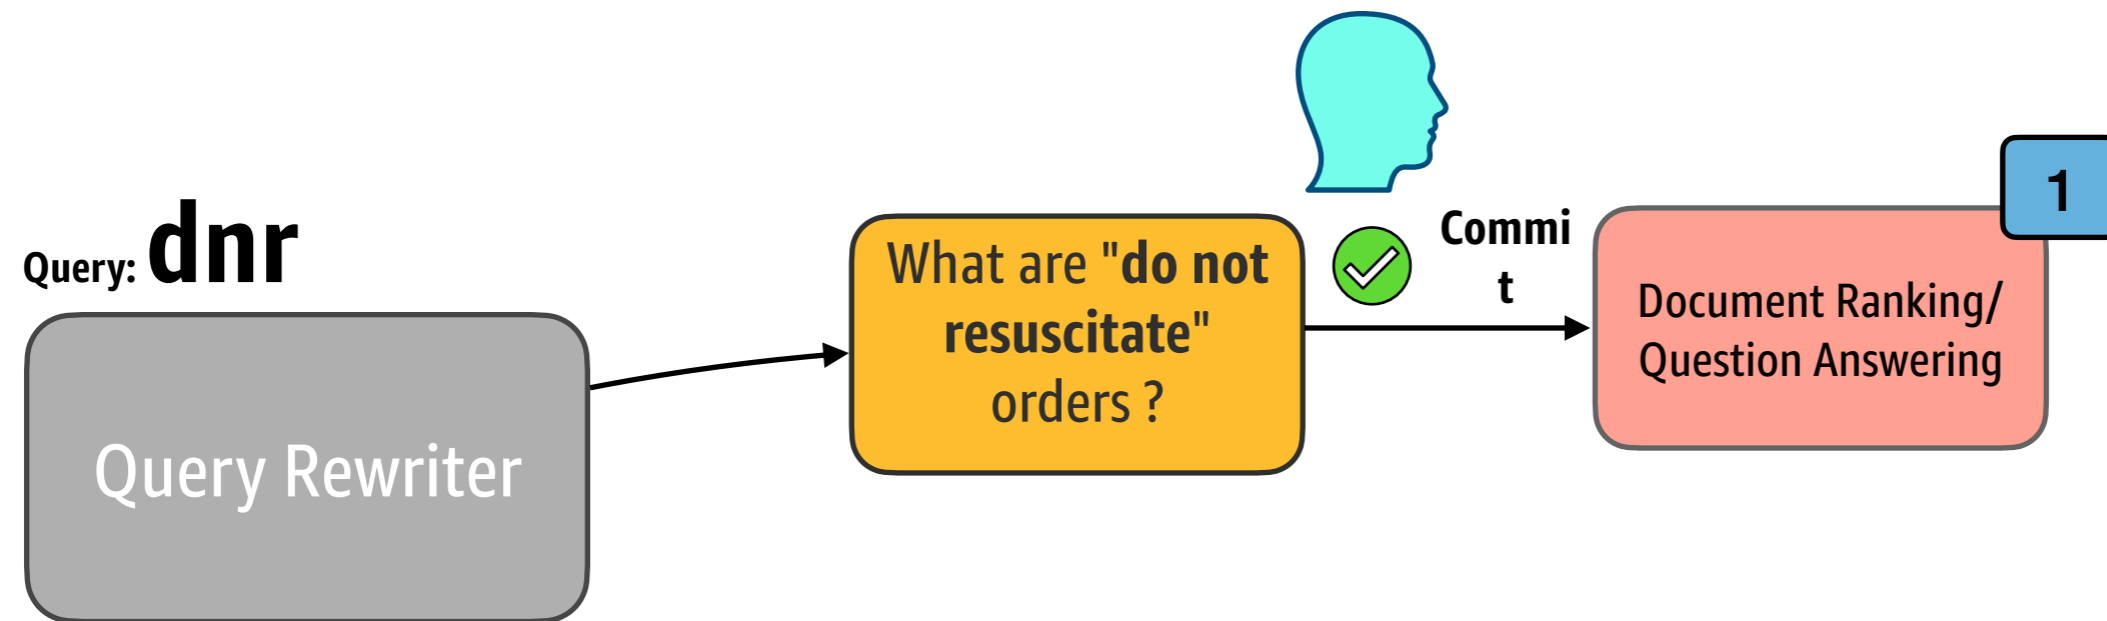 Query: dnr
Query Rewriter
What are "do not
resuscitate"
orders ?
Commi
t
1
Document Ranking/
Question Answering